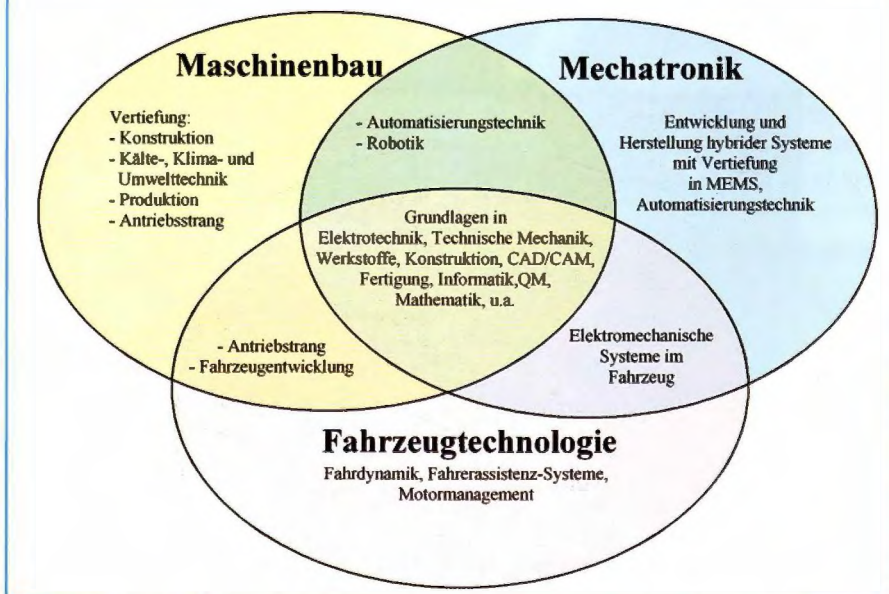 Maschinenbau
Vertiefung:
- Konstruktion
- Kälte-, Klima- und
Umwelttechnik
- Produktion
- Antriebsstrang
- Automatisierungstechnik
- Robotik
Mechatronik
Entwicklung und
Herstellung hybrider Systeme
mit Vertiefung
in MEMS,
Automatisierungstechnik
Grundlagen in
Elektrotechnik, Technische Mechanik,
Werkstoffe, Konstruktion, CAD/CAM,
Fertigung, Informatik,QM,
Mathematik, u.a.
- Antriebstrang
- Fahrzeugentwicklung
Elektromechanische
Systeme im
Fahrzeug
Fahrzeugtechnologie
Fahrdynamik, Fahrerassistenz-Systeme,
Motormanagement